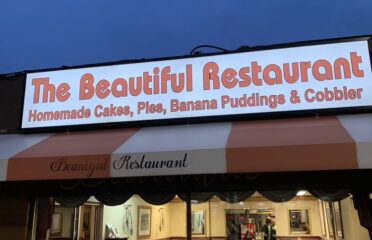 The Beautiful Restaurant
Homemade Cakes, Pies, Banana Puddings & Cobbler
Beautiful Restaurant